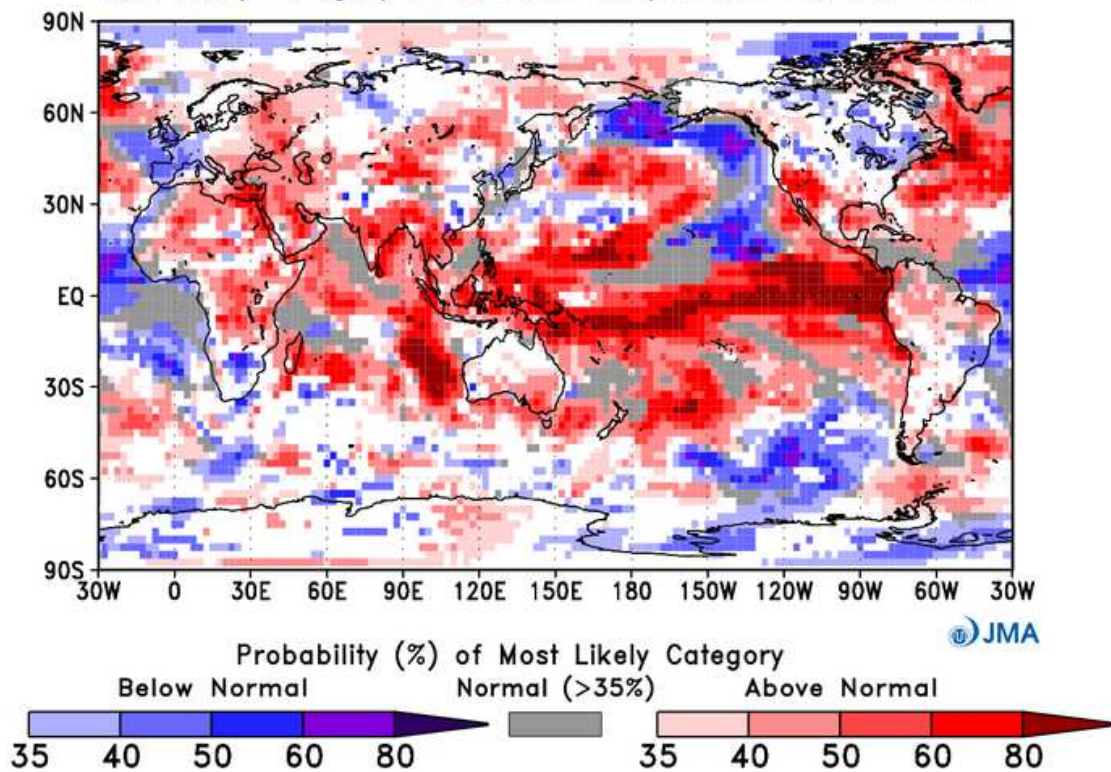 90N
60N
30N
EQ
30S
60S
90S
30W 0 30E 60E 90E 120E 150E 180 150W 120W 90W 60W 30W
JMA
Probability (%) of Most Likely Category
Below Normal Normal (>35%) Above Normal
35 40 50 60 80 35 40 50 60 80